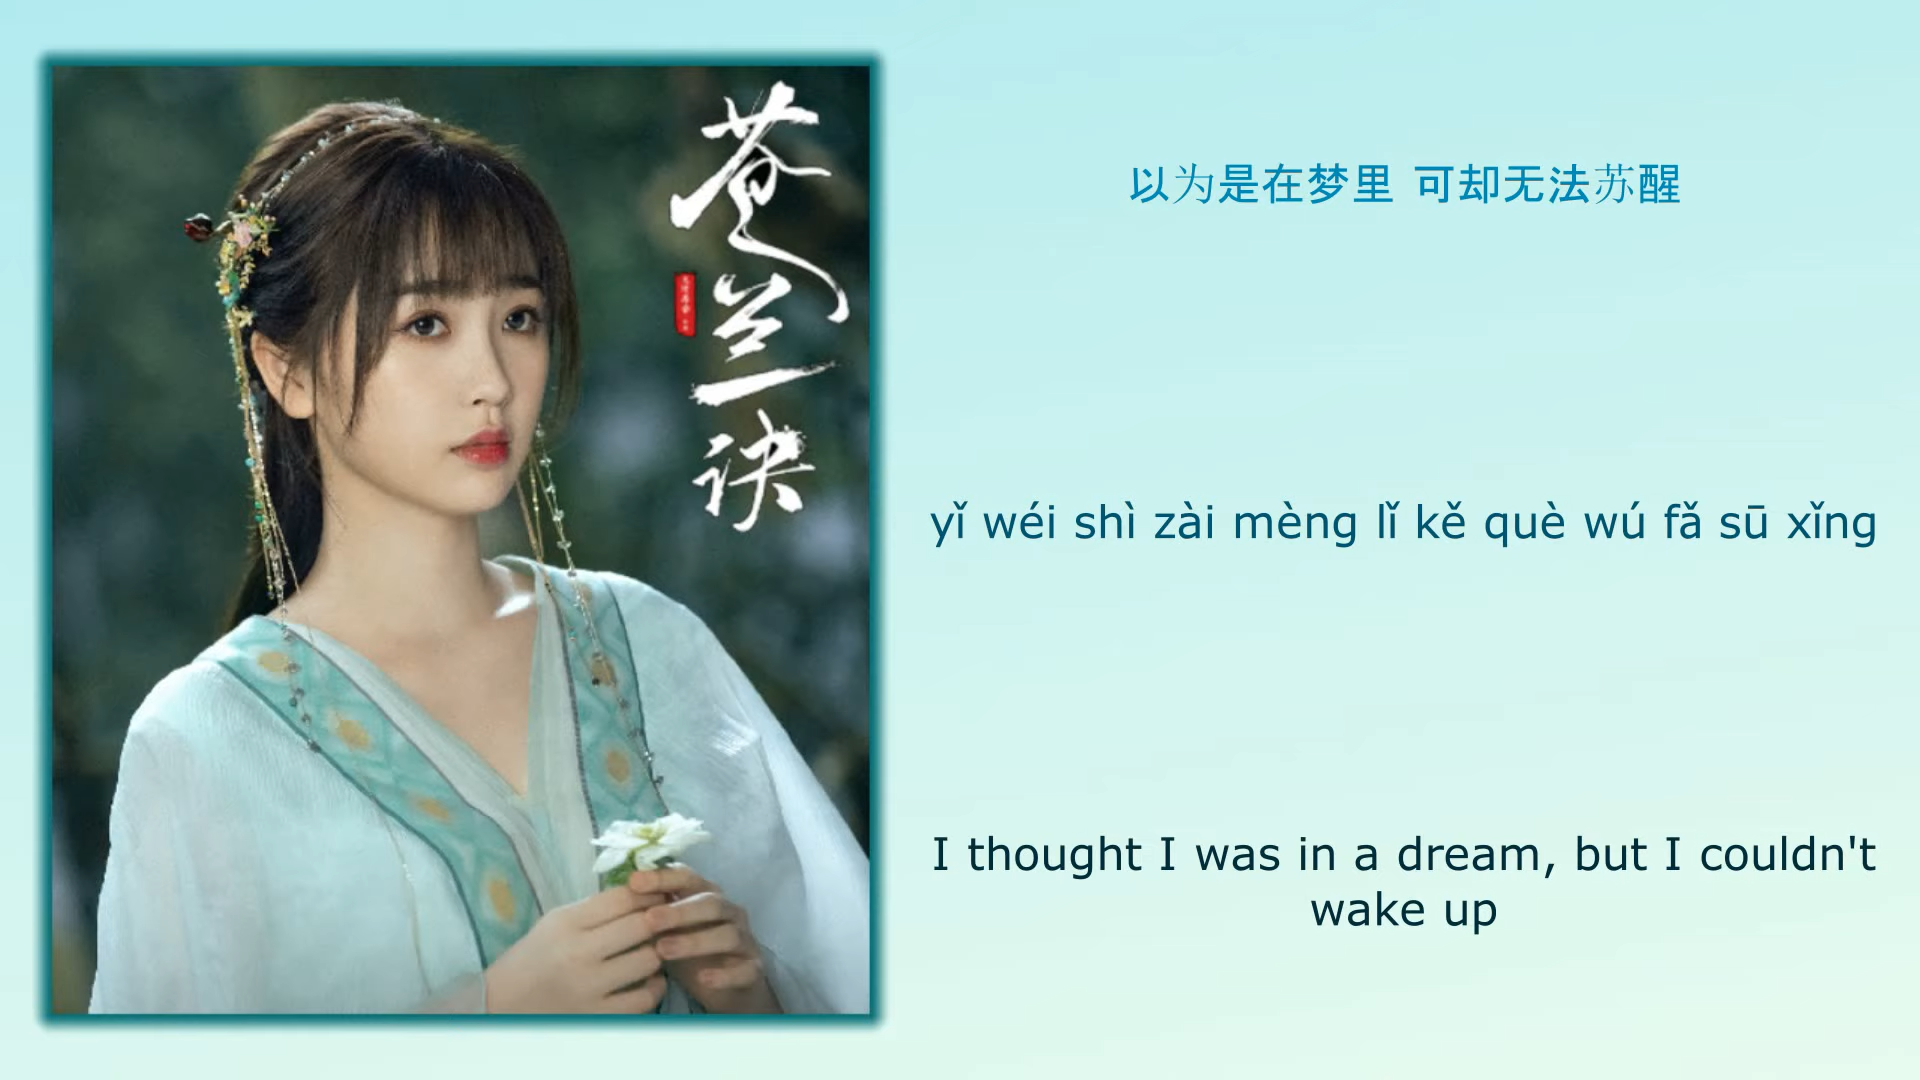 苍兰诀
以为是在梦里 可却无法苏醒
yǐ wéi shì zài mèng lǐ kě què wú fǎ sū xǐng
I thought I was in a dream, but I couldn't
wake up